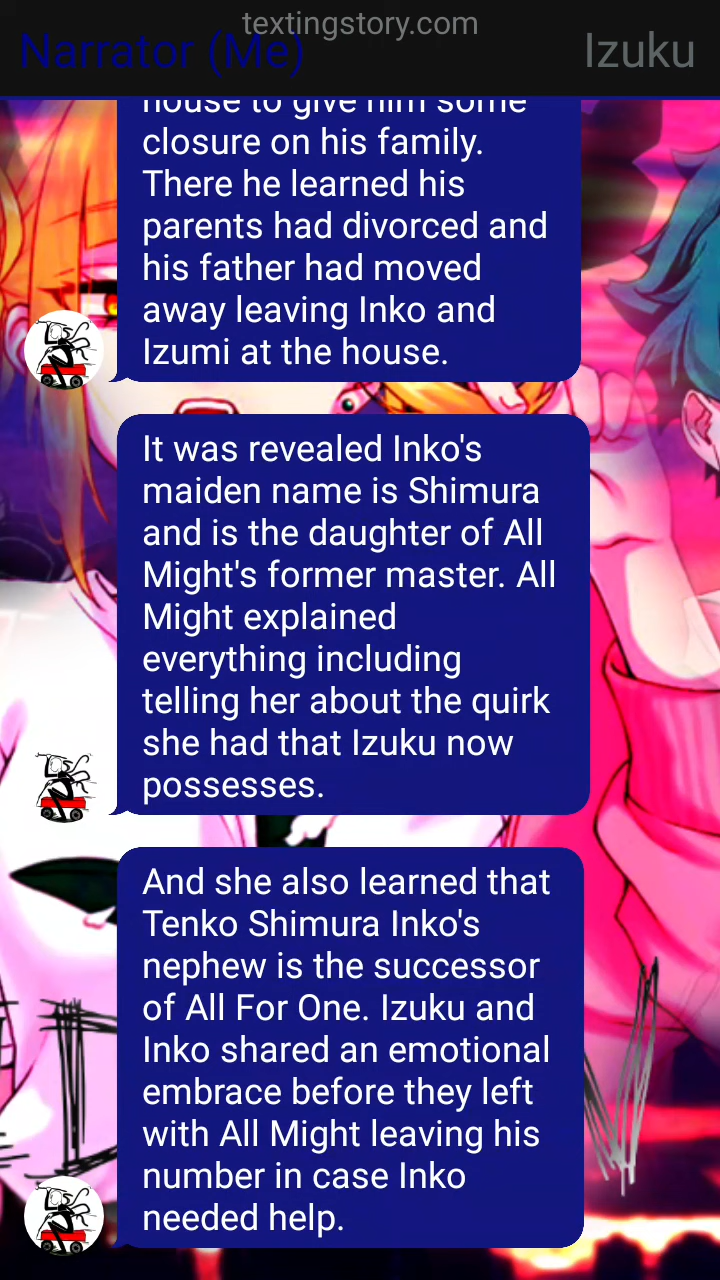 textingstory.com
Narrator (Me)
Izuku
house to give him some
closure on his family.
There he learned his
parents had divorced and
his father had moved
away leaving Inko and
Izumi at the house.
It was revealed Inko's
maiden name is Shimura
and is the daughter of All
Might's former master. All
Might explained
everything including
telling her about the quirk
she had that Izuku now
possesses.
And she also learned that
Tenko Shimura Inko's
nephew is the successor
of All For One. Izuku and
Inko shared an emotional
embrace before they left
with All Might leaving his
number in case Inko
needed help.